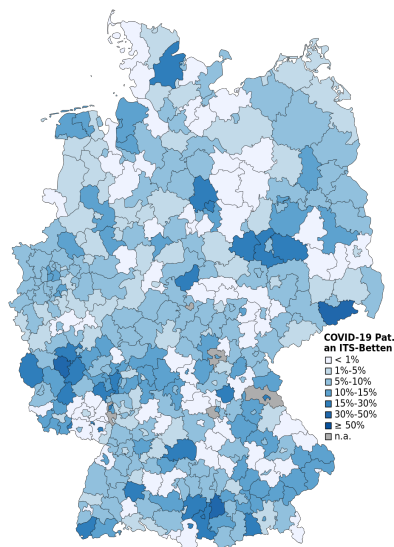 COVID-19 Pat.
an ITS-Betten
< 1%
1%-5%
5%-10%
10%-15%
15%-30%
30%-50%
≥ 50%
n.a.